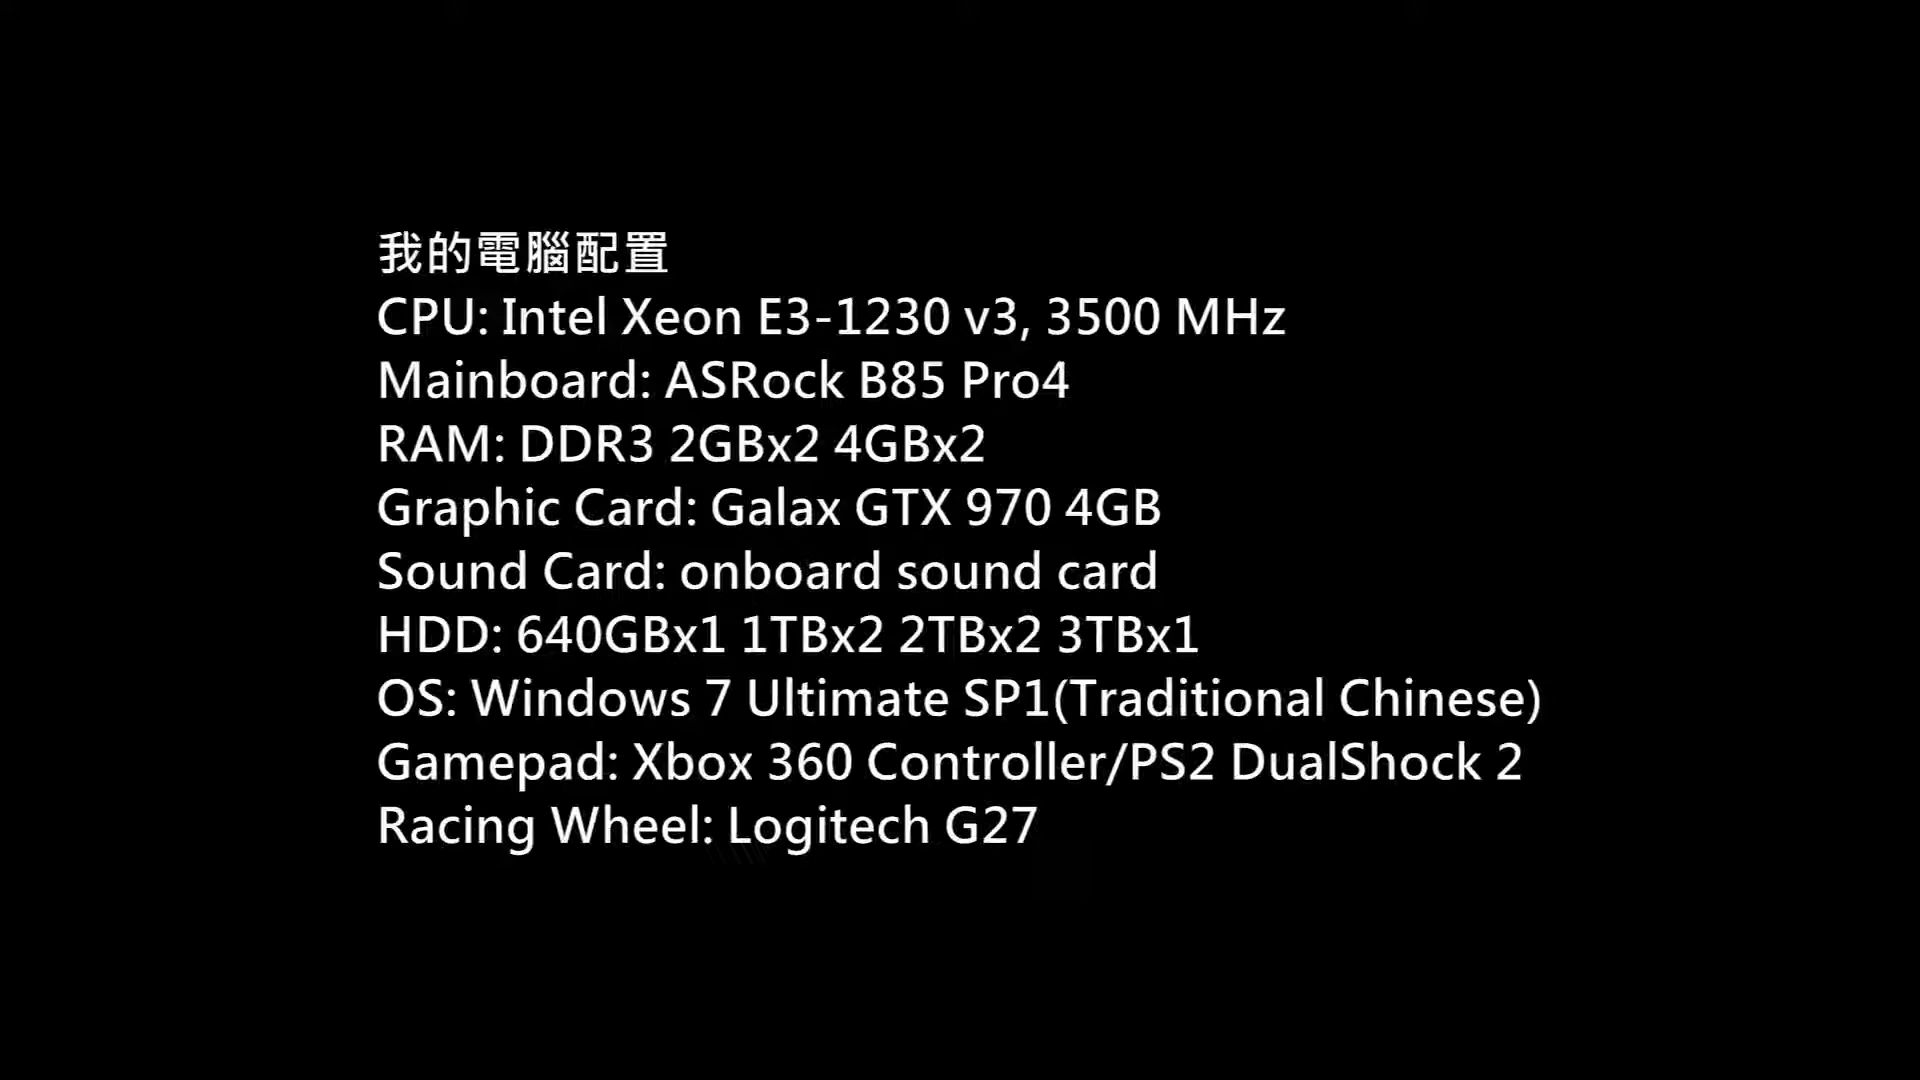 我的電腦配置
CPU: Intel Xeon E3-1230 v3, 3500 MHz
Mainboard: ASRock B85 Pro4
RAM: DDR3 2GBx2 4GBx2
Graphic Card: Galax GTX 970 4GB
Sound Card: onboard sound card
HDD: 640GBx1 1TBx2 2TBx2 3TBx1
OS: Windows 7 Ultimate SP1(Traditional Chinese)
Gamepad: Xbox 360 Controller/PS2 DualShock 2
Racing Wheel: Logitech G27